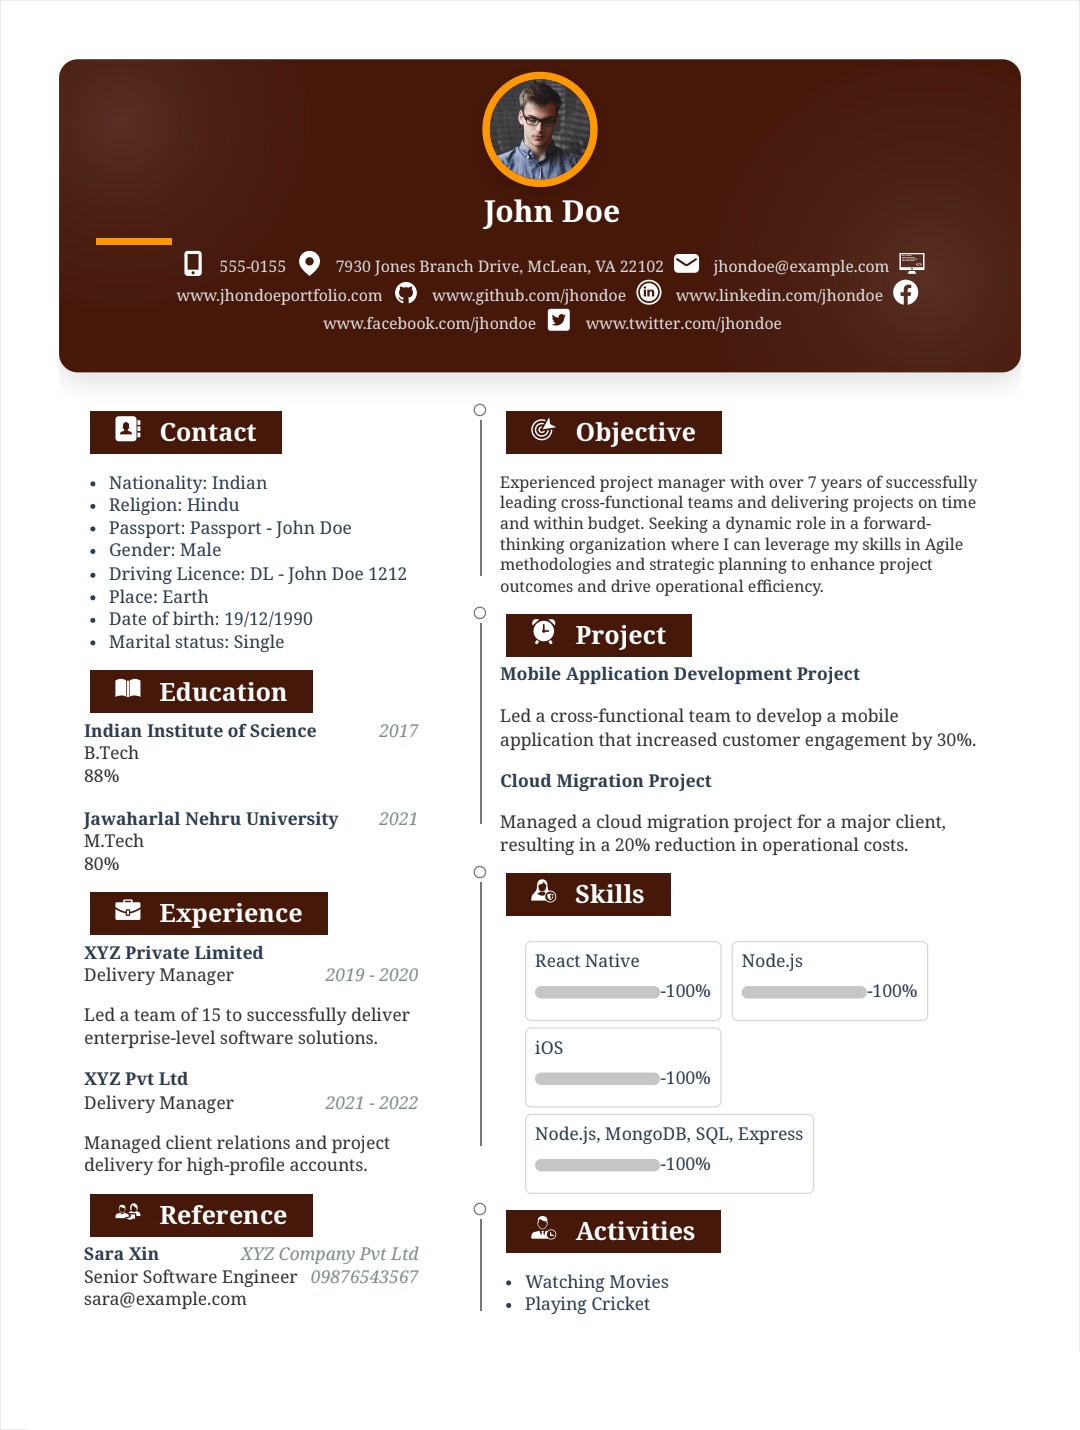 John Doe
555-0155 7930 Jones Branch Drive, McLean, VA 22102 jhondoe@example.com
www.jhondoeportfolio.com www.github.com/jhondoe www.linkedin.com/jhondoe
www.facebook.com/jhondoe www.twitter.com/jhondoe
Contact
• Nationality: Indian
• Religion: Hindu
• Passport: Passport - John Doe
• Gender: Male
• Driving Licence: DL - John Doe 1212
• Place: Earth
• Date of birth: 19/12/1990
• Marital status: Single
Education
Indian Institute of Science 2017
B.Tech
88%
Jawaharlal Nehru University 2021
M.Tech
80%
Experience
XYZ Private Limited
Delivery Manager 2019 - 2020
Led a team of 15 to successfully deliver
enterprise-level software solutions.
XYZ Pvt Ltd
Delivery Manager 2021 - 2022
Managed client relations and project
delivery for high-profile accounts.
Reference
Sara Xin XYZ Company Pvt Ltd
Senior Software Engineer 09876543567
sara@example.com
Objective
Experienced project manager with over 7 years of successfully
leading cross-functional teams and delivering projects on time
and within budget. Seeking a dynamic role in a forward-
thinking organization where I can leverage my skills in Agile
methodologies and strategic planning to enhance project
outcomes and drive operational efficiency.
Project
Mobile Application Development Project
Led a cross-functional team to develop a mobile
application that increased customer engagement by 30%.
Cloud Migration Project
Managed a cloud migration project for a major client,
resulting in a 20% reduction in operational costs.
Skills
React Native
-100%
Node.js
-100%
iOS
-100%
Node.js, MongoDB, SQL, Express
-100%
Activities
• Watching Movies
• Playing Cricket